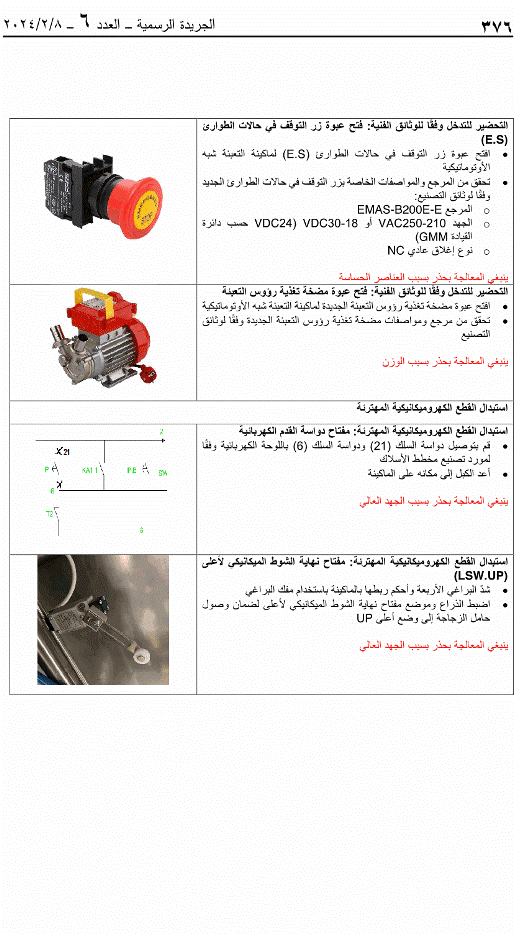 ٣٧٦
الجريدة الرسمية – العدد ٦ – ٢٠٢٤/٢/٨
التحضير للتدخل وفقًا للوثائق الفنية: فتح عبوة زر التوقف في حالات الطوارئ
(E.S)
• افتح عبوة زر التوقف في حالات الطوارئ (E.S) لماكينة التعبئة شبه
الأوتوماتيكية
• تحقق من المرجع والمواصفات الخاصة بزر التوقف في حالات الطوارئ الجديد
وفقًا لوثائق التصنيع:
o المرجع EMAS-B200E-E
o الجهد VAC250-210 أو VDC30-18 (VDC24 حسب دائرة
القيادة GMM)
o نوع إغلاق عادي NC
ينبغي المعالجة بحذر بسبب العناصر الحساسة
STOP
التحضير للتدخل وفقًا للوثائق الفنية: فتح عبوة مضخة تغذية رؤوس التعبئة
• افتح عبوة مضخة تغذية رؤوس التعبئة الجديدة لماكينة التعبئة شبه الأوتوماتيكية
• تحقق من مرجع ومواصفات مضخة تغذية رؤوس التعبئة الجديدة وفقًا لوثائق
التصنيع
ينبغي المعالجة بحذر بسبب الوزن
استبدال القطع الكهروميكانيكية المهترئة
استبدال القطع الكهروميكانيكية المهترئة: مفتاح دواسة القدم الكهربائية
• قم بتوصيل دواسة السلك (21) ودواسة السلك (6) باللوحة الكهربائية وفقًا
لمورد تصنيع مخطط الأسلاك
• أعد الكبل إلى مكانه على الماكينة
ينبغي المعالجة بحذر بسبب الجهد العالي
2
X 21
P KA1 1 P.E SYA
6 X
T2 8
استبدال القطع الكهروميكانيكية المهترئة: مفتاح نهاية الشوط الميكانيكي لأعلى
(LSW.UP)
• شدّ البراغي الأربعة وأحكم ربطها بالماكينة باستخدام مفك البراغي
• اضبط الذراع وموضع مفتاح نهاية الشوط الميكانيكي لأعلى لضمان وصول
حامل الزجاجة إلى وضع أعلى UP
ينبغي المعالجة بحذر بسبب الجهد العالي